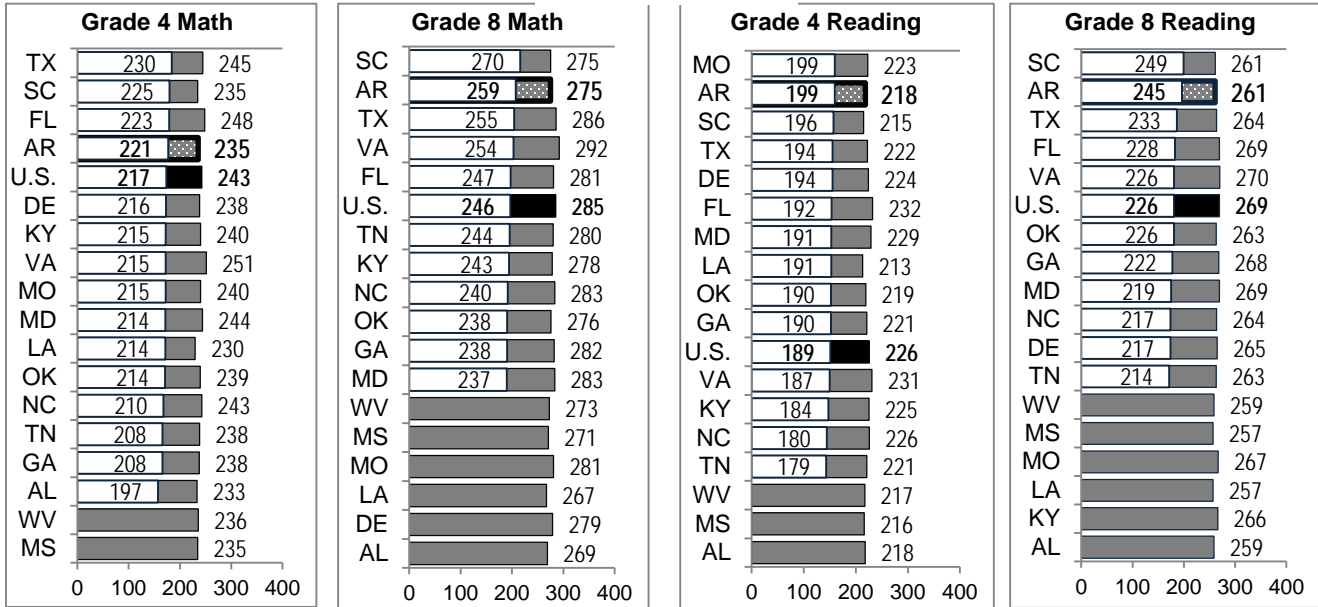 Grade 4 Math
TX 230 245
SC 225 235
FL 223 248
AR 221 235
U.S. 217 243
DE 216 238
KY 215 240
VA 215 251
MO 215 240
MD 214 244
LA 214 230
OK 214 239
NC 210 243
TN 208 238
GA 208 238
AL 197 233
WV 236
MS 235
0 100 200 300 400
Grade 8 Math
SC 270 275
AR 259 275
TX 255 286
VA 254 292
FL 247 281
U.S. 246 285
TN 244 280
KY 243 278
NC 240 283
OK 238 276
GA 238 282
MD 237 283
WV 273
MS 271
MO 281
LA 267
DE 279
AL 269
0 100 200 300 400
Grade 4 Reading
MO 199 223
AR 199 218
SC 196 215
TX 194 222
DE 194 224
FL 192 232
MD 191 229
LA 191 213
OK 190 219
GA 190 221
U.S. 189 226
VA 187 231
KY 184 225
NC 180 226
TN 179 221
WV 217
MS 216
AL 218
0 100 200 300 400
Grade 8 Reading
SC 249 261
AR 245 261
TX 233 264
FL 228 269
VA 226 270
U.S. 226 269
OK 226 263
GA 222 268
MD 219 269
NC 217 264
DE 217 265
TN 214 263
WV 259
MS 257
MO 267
LA 257
KY 266
AL 259
0 100 200 300 400